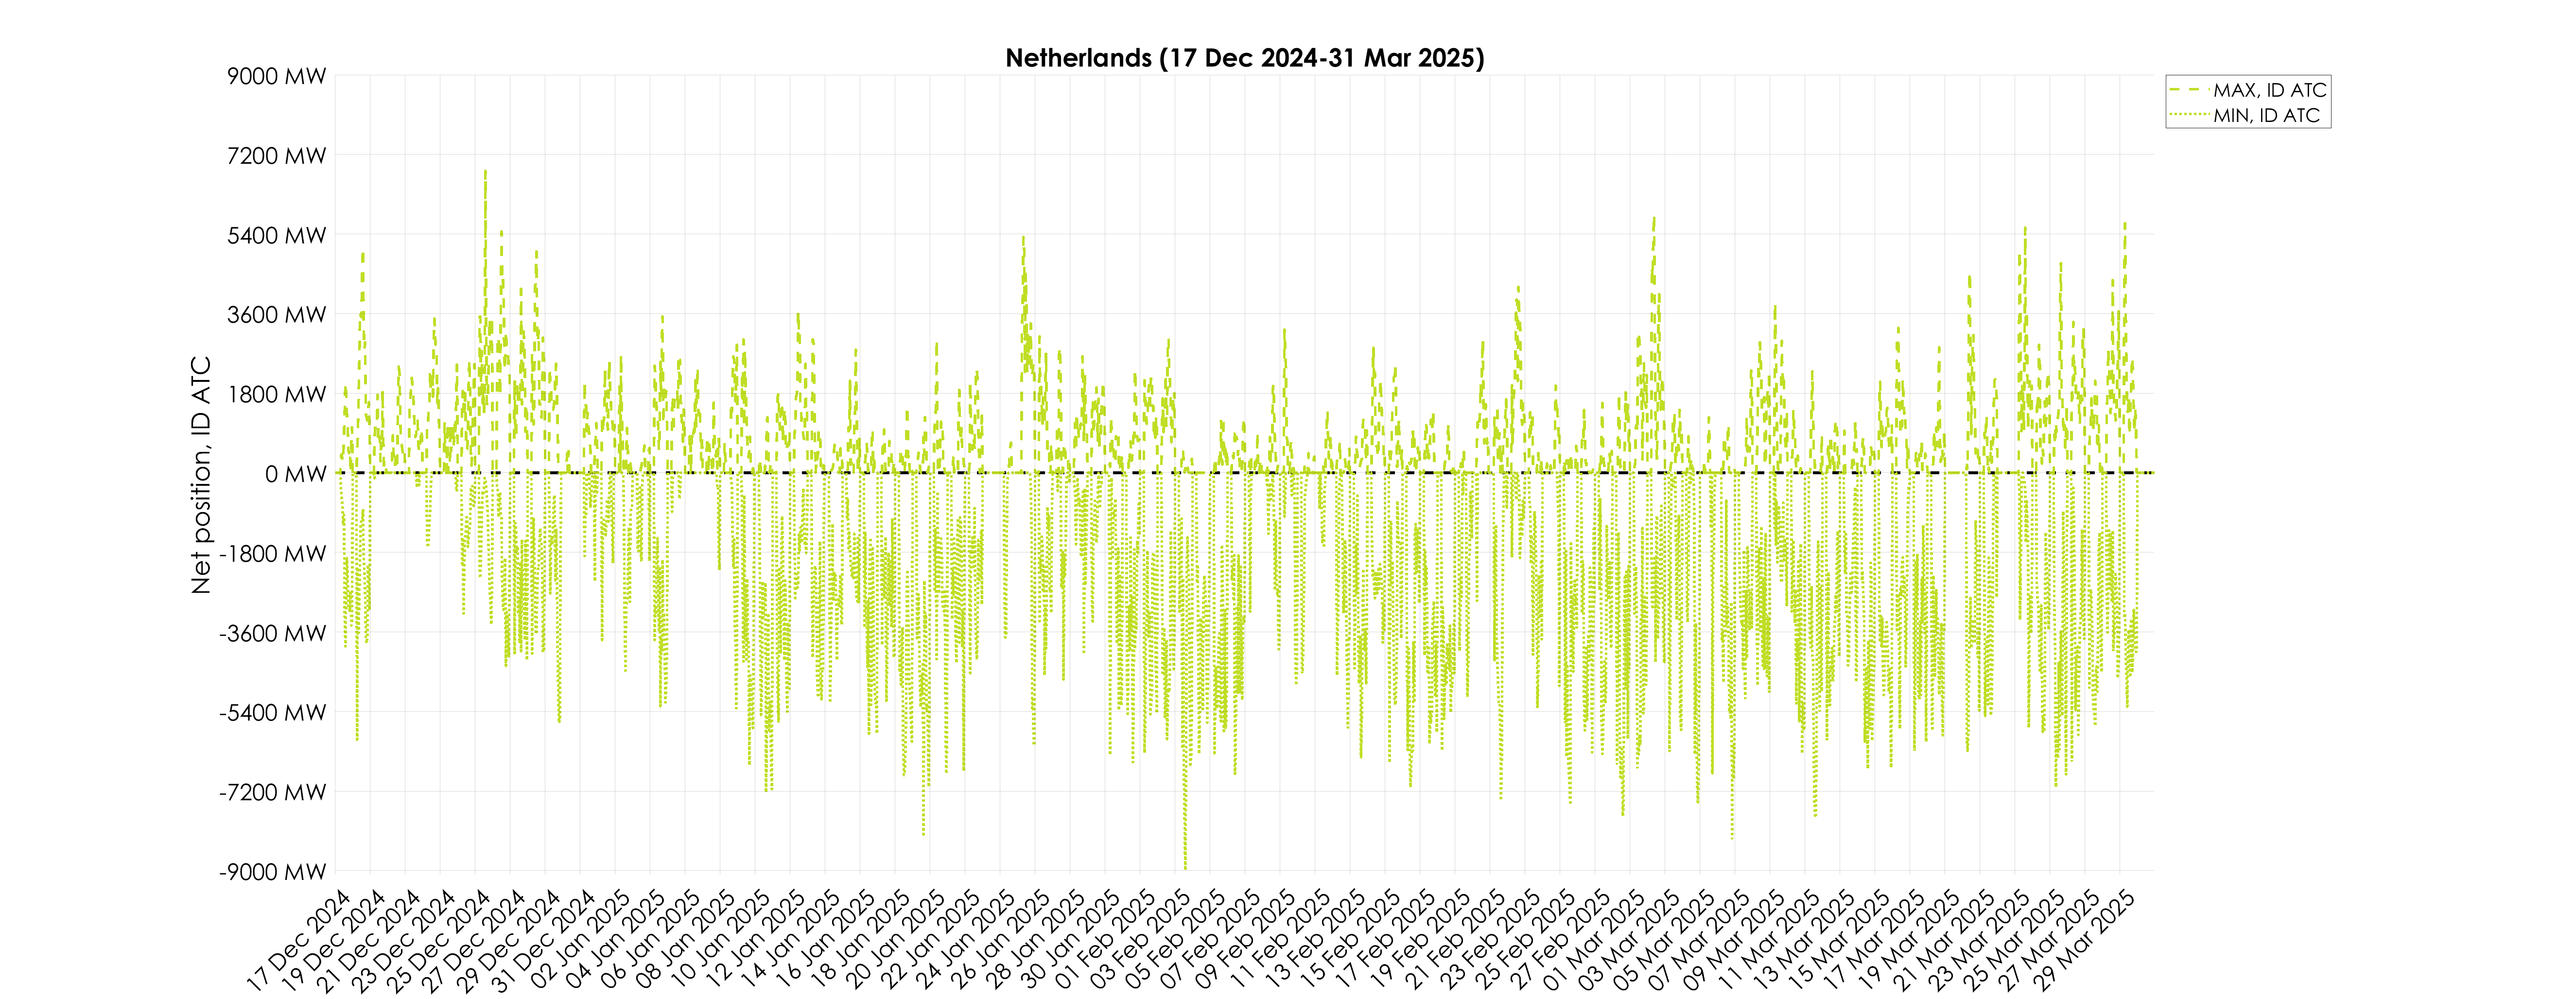 Netherlands (17 Dec 2024-31 Mar 2025)
9000 MW
7200 MW
5400 MW
3600 MW
1800 MW
0 MW
-1800 MW
-3600 MW
-5400 MW
-7200 MW
-9000 MW
Net position, ID ATC
MAX, ID ATC
MIN, ID ATC
17 Dec 2024
19 Dec 2024
21 Dec 2024
23 Dec 2024
25 Dec 2024
27 Dec 2024
29 Dec 2024
31 Dec 2024
02 Jan 2025
04 Jan 2025
06 Jan 2025
08 Jan 2025
10 Jan 2025
12 Jan 2025
14 Jan 2025
16 Jan 2025
18 Jan 2025
20 Jan 2025
22 Jan 2025
24 Jan 2025
26 Jan 2025
28 Jan 2025
30 Jan 2025
01 Feb 2025
03 Feb 2025
05 Feb 2025
07 Feb 2025
09 Feb 2025
11 Feb 2025
13 Feb 2025
15 Feb 2025
17 Feb 2025
19 Feb 2025
21 Feb 2025
23 Feb 2025
25 Feb 2025
27 Feb 2025
01 Mar 2025
03 Mar 2025
05 Mar 2025
07 Mar 2025
09 Mar 2025
11 Mar 2025
13 Mar 2025
15 Mar 2025
17 Mar 2025
19 Mar 2025
21 Mar 2025
23 Mar 2025
25 Mar 2025
27 Mar 2025
29 Mar 2025